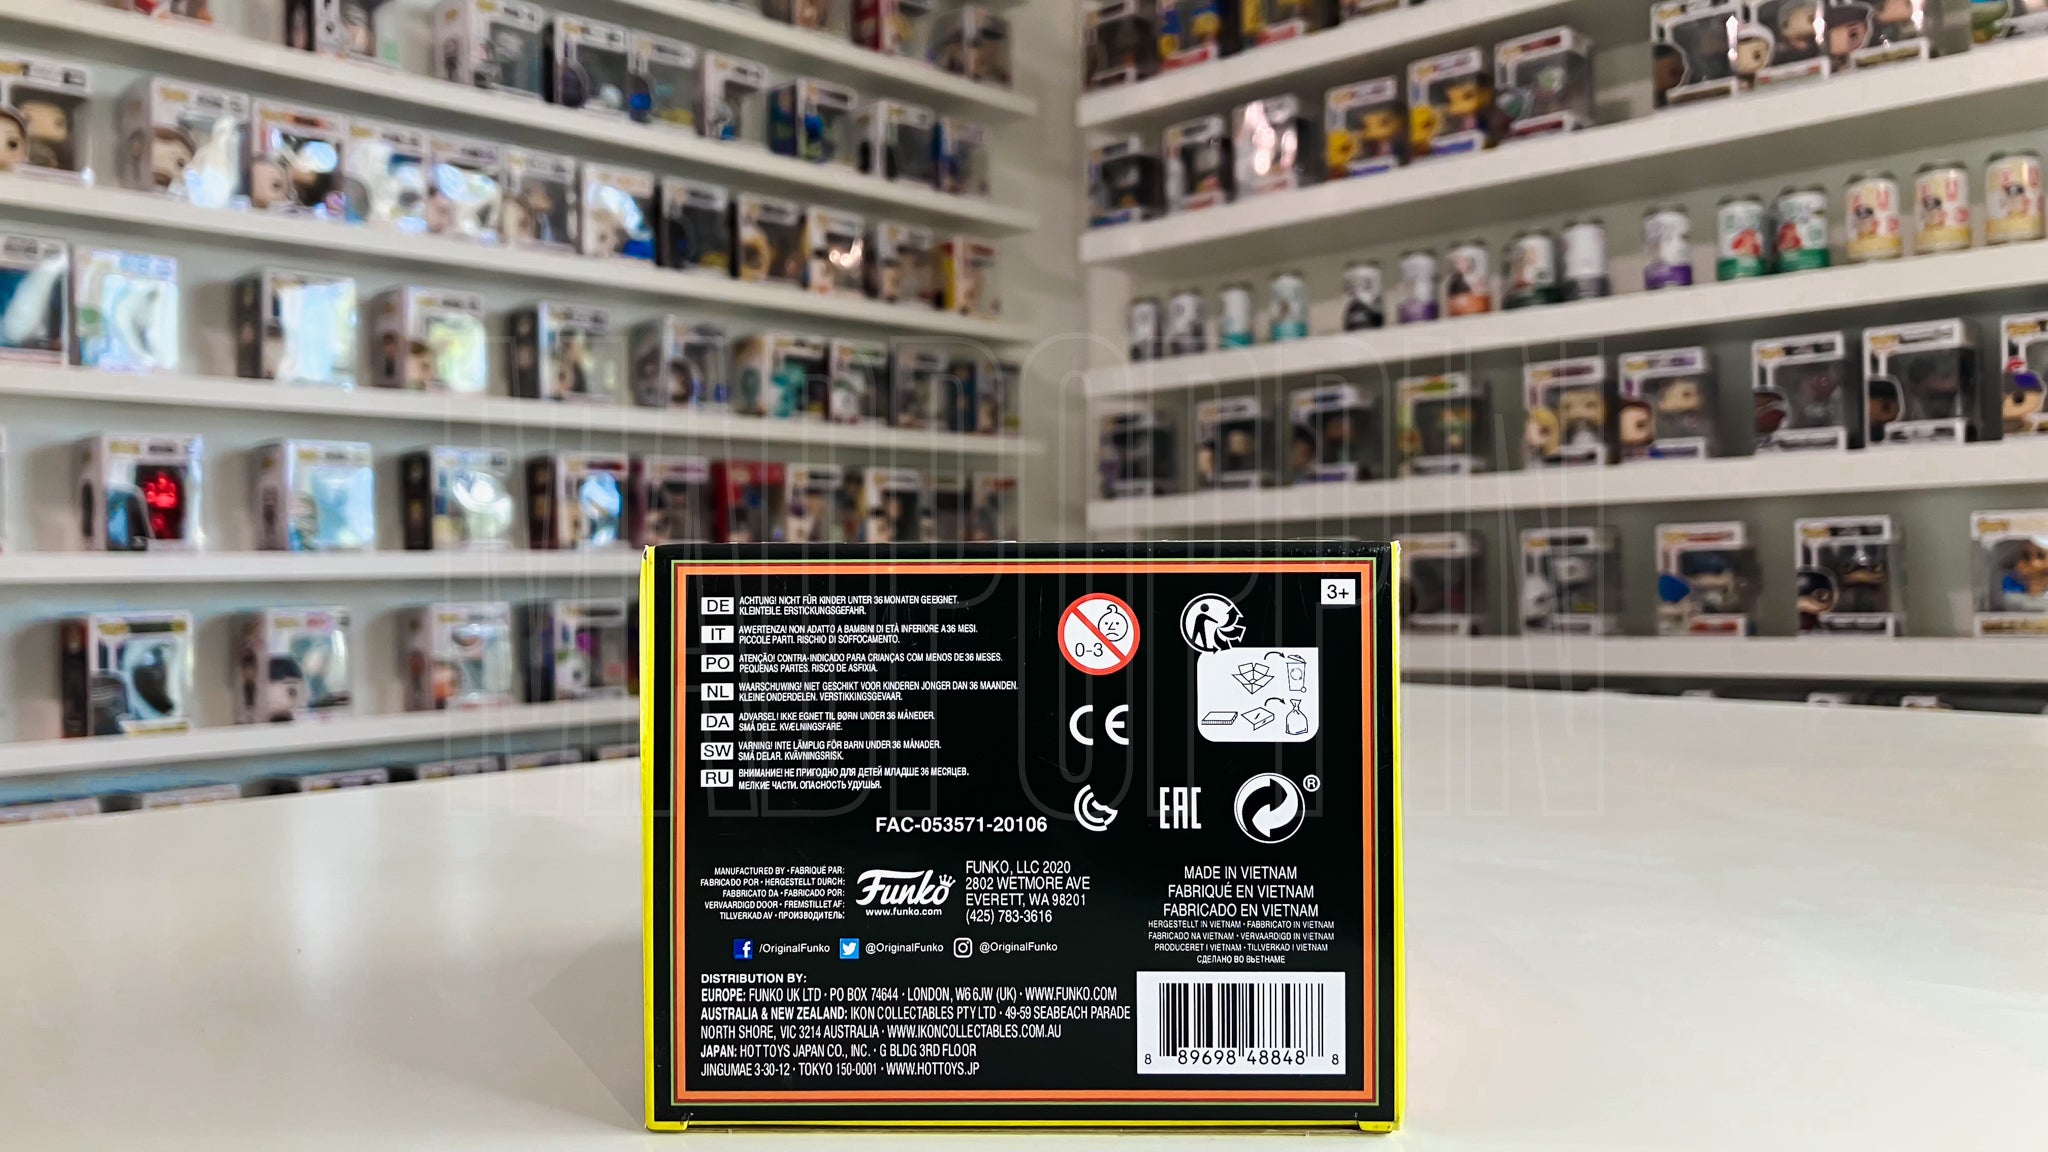 MADPOPPIN
3+
DE ACHTUNG! NICHT FÜR KINDER UNTER 36 MONATEN GEEIGNET.
KLEINTEILE. ERSTICKUNGSGEFAHR.
IT AWERTENZA! NON ADATTO A BAMBINI DI ETÀ INFERIORE A 36 MESI.
PICCOLE PARTI. RISCHIO DI SOFFOCAMENTO.
PO ATENÇÃO! CONTRA-INDICADO PARA CRIANÇAS COM MENOS DE 36 MESES.
PEQUENAS PARTES. RISCO DE ASFIXIA.
NL WAARSCHUWING! NIET GESCHIKT VOOR KINDEREN JONGER DAN 36 MAANDEN.
KLEINE ONDERDELEN. VERSTIKKINGSGEVAAR.
DA ADVARSEL! IKKE EGNET TIL BØRN UNDER 36 MÅNEDER.
SMÅ DELE. KVÆLNINGSFARE.
SW VARNING! INTE LÄMPLIG FÖR BARN UNDER 36 MÅNADER.
SMÅ DELAR. KVÄVNINGSRISK.
RU ВНИМАНИЕ! НЕ ПРИГОДНО ДЛЯ ДЕТЕЙ МЛАДШЕ 36 МЕСЯЦЕВ.
МЕЛКИЕ ЧАСТИ. ОПАСНОСТЬ УДУШЬЯ.
0-3
CE
EAC
®
FAC-053571-20106
MANUFACTURED BY • FABRIQUÉ PAR:
FABRICADO POR • HERGESTELLT DURCH:
FABBRICATO DA • FABRICADO POR:
VERVAARDIGD DOOR • FREMSTILLET AF:
TILLVERKAD AV • ПРОИЗВОДИТЕЛЬ:
Funko
www.funko.com
FUNKO, LLC 2020
2802 WETMORE AVE
EVERETT, WA 98201
(425) 783-3616
MADE IN VIETNAM
FABRIQUÉ EN VIETNAM
FABRICADO EN VIETNAM
HERGESTELLT IN VIETNAM • FABBRICATO IN VIETNAM
FABRICADO NA VIETNAM • VERVAARDIGD IN VIETNAM
PRODUCERET I VIETNAM • TILLVERKAD I VIETNAM
СДЕЛАНО ВО ВЬЕТНАМЕ
/OriginalFunko @OriginalFunko @OriginalFunko
DISTRIBUTION BY:
EUROPE: FUNKO UK LTD • PO BOX 74644 • LONDON, W6 6JW (UK) • WWW.FUNKO.COM
AUSTRALIA & NEW ZEALAND: IKON COLLECTABLES PTY LTD • 49-59 SEABEACH PARADE
NORTH SHORE, VIC 3214 AUSTRALIA • WWW.IKONCOLLECTABLES.COM.AU
JAPAN: HOT TOYS JAPAN CO., INC. • G BLDG 3RD FLOOR
JINGUMAE 3-30-12 • TOKYO 150-0001 • WWW.HOTTOYS.JP
8 89698 48848 8